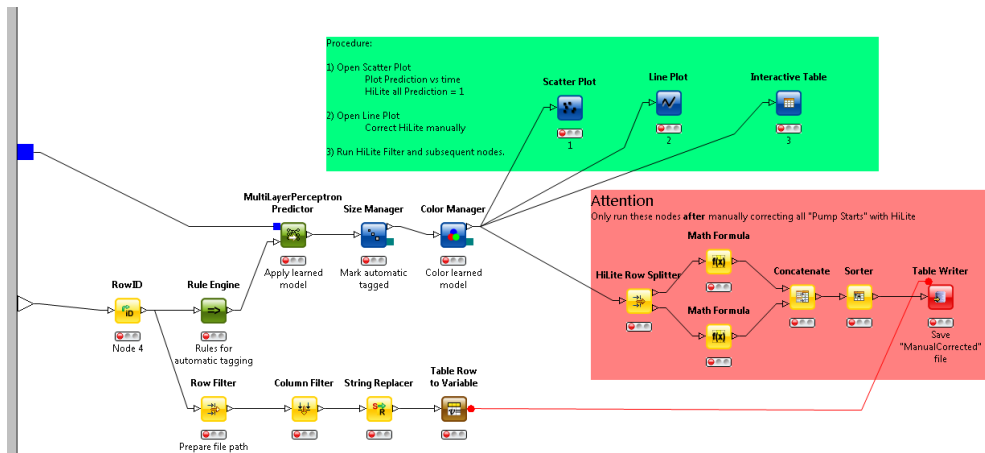 Procedure:
1) Open Scatter Plot
Plot Prediction vs time
HiLite all Prediction = 1
2) Open Line Plot
Correct HiLite manually
3) Run HiLite Filter and subsequent nodes.
Scatter Plot
1
Line Plot
2
Interactive Table
3
MultiLayerPerceptron
Predictor
Apply learned
model
Size Manager
Mark automatic
tagged
Color Manager
Color learned
model
Attention
Only run these nodes after manually correcting all "Pump Starts" with HiLite
HiLite Row Splitter
Math Formula
f(x)
Math Formula
f(x)
Concatenate
Sorter
Table Writer
Save
"ManualCorrected"
file
RowID
iD
Node 4
Rule Engine
Rules for
automatic tagging
Row Filter
Prepare file path
Column Filter
String Replacer
S
R
Table Row
to Variable